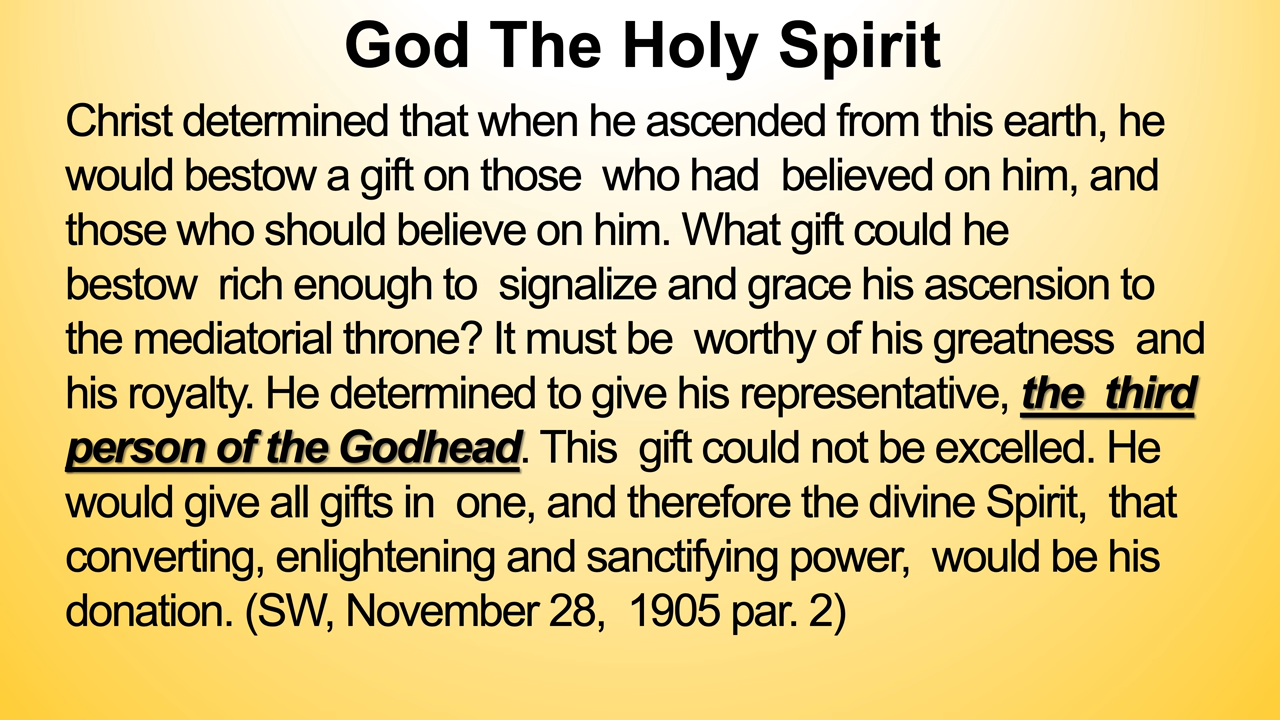 God The Holy Spirit
Christ determined that when he ascended from this earth, he
would bestow a gift on those  who had  believed on him, and
those who should believe on him. What gift could he
bestow  rich enough to  signalize and grace his ascension to
the mediatorial throne? It must be  worthy of his greatness  and
his royalty. He determined to give his representative, the  third
person of the Godhead. This  gift could not be excelled. He
would give all gifts in  one, and therefore the divine Spirit,  that
converting, enlightening and sanctifying power,  would be his
donation. (SW, November 28,  1905 par. 2)